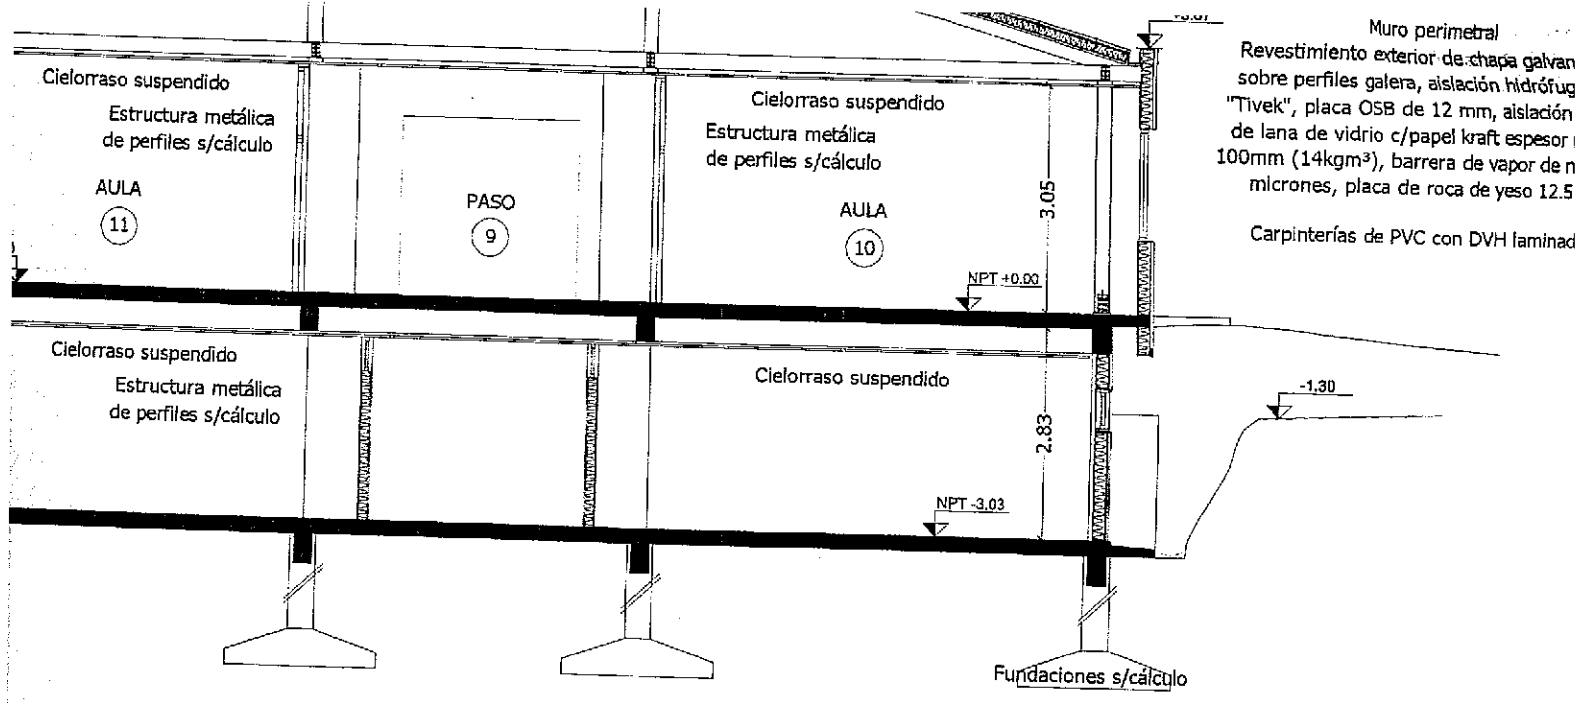 Muro perimetral
Revestimiento exterior de chapa galvan
sobre perfiles galera, aislación hidrófug
"Tivek", placa OSB de 12 mm, aislación
de lana de vidrio c/papel kraft espesor
100mm (14kgm³), barrera de vapor de
micrones, placa de roca de yeso 12.5
Carpinterías de PVC con DVH laminad
Cielorraso suspendido
Estructura metálica
de perfiles s/cálculo
AULA
11
PASO
9
Cielorraso suspendido
Estructura metálica
de perfiles s/cálculo
AULA
10
3.05
NPT +0.00
Cielorraso suspendido
Estructura metálica
de perfiles s/cálculo
Cielorraso suspendido
2.83
-1.30
NPT -3.03
Fundaciones s/cálculo